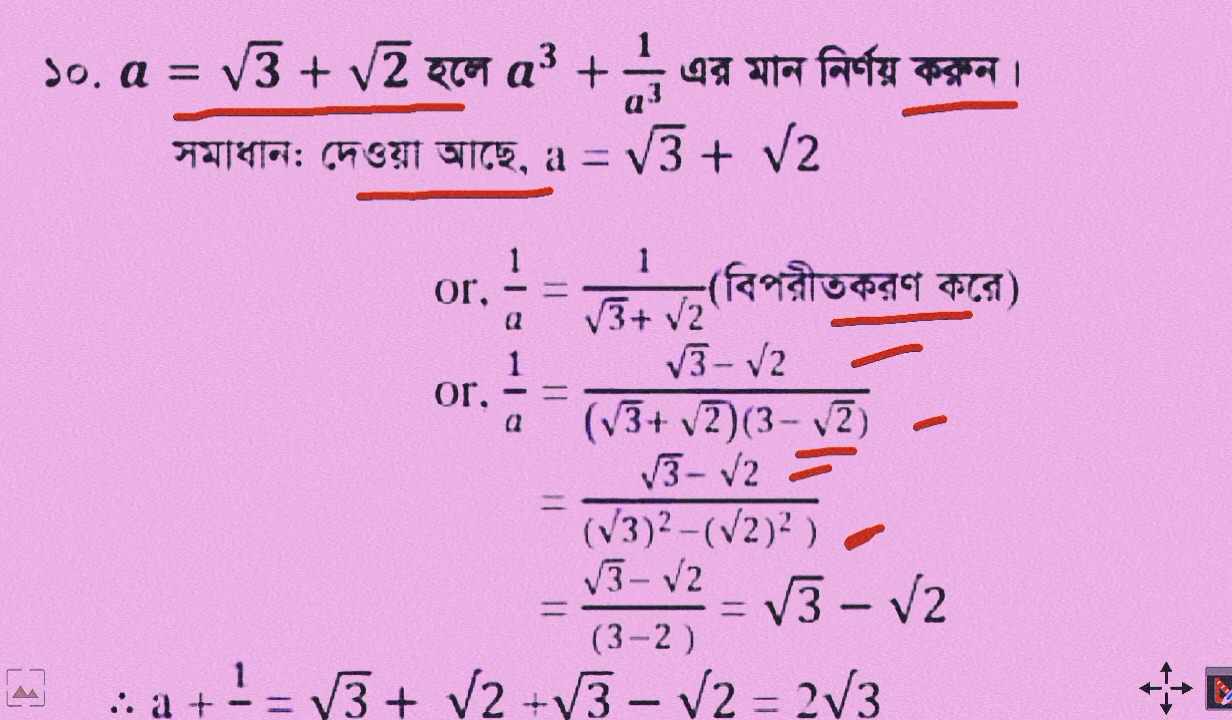 ১০. a = √3 + √2 হলে a³ + 1/a³ এর মান নির্ণয় করুন।
সমাধান: দেওয়া আছে, a = √3 + √2
or, 1/a = 1/(√3+ √2) (বিপরীতকরণ করে)
or, 1/a = (√3− √2)/((√3+ √2)(3− √2))
= (√3− √2)/((√3)²−(√2)² )
= (√3− √2)/(3−2 ) = √3 − √2
∴ a + 1/ = √3 + √2 +√3 − √2 = 2√3